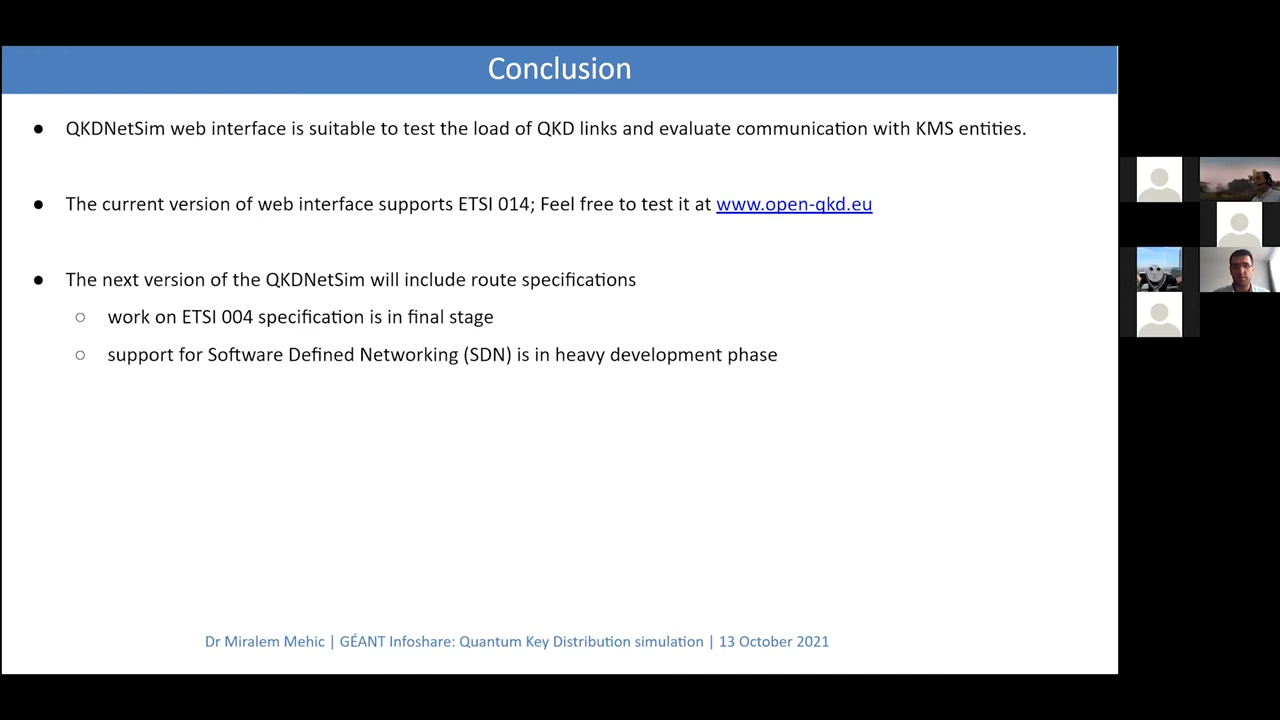 Conclusion
● QKDNetSim web interface is suitable to test the load of QKD links and evaluate communication with KMS entities.
● The current version of web interface supports ETSI 014; Feel free to test it at www.open-qkd.eu
● The next version of the QKDNetSim will include route specifications
○ work on ETSI 004 specification is in final stage
○ support for Software Defined Networking (SDN) is in heavy development phase
Dr Miralem Mehic | GÉANT Infoshare: Quantum Key Distribution simulation | 13 October 2021